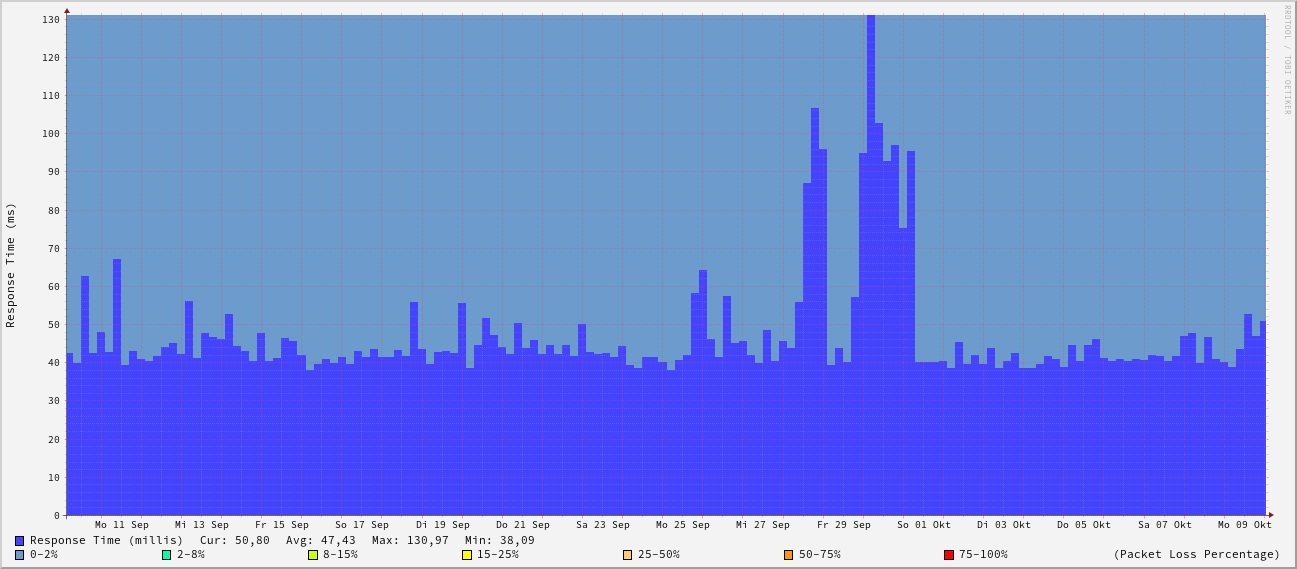 RRDTOOL / TOBI OETIKER
Response Time (ms)
130
120
110
100
90
80
70
60
50
40
30
20
10
0
Mo 11 Sep Mi 13 Sep Fr 15 Sep So 17 Sep Di 19 Sep Do 21 Sep Sa 23 Sep Mo 25 Sep Mi 27 Sep Fr 29 Sep So 01 Okt Di 03 Okt Do 05 Okt Sa 07 Okt Mo 09 Okt
Response Time (millis) Cur: 50,80 Avg: 47,43 Max: 130,97 Min: 38,09
0-2% 2-8% 8-15% 15-25% 25-50% 50-75% 75-100% (Packet Loss Percentage)